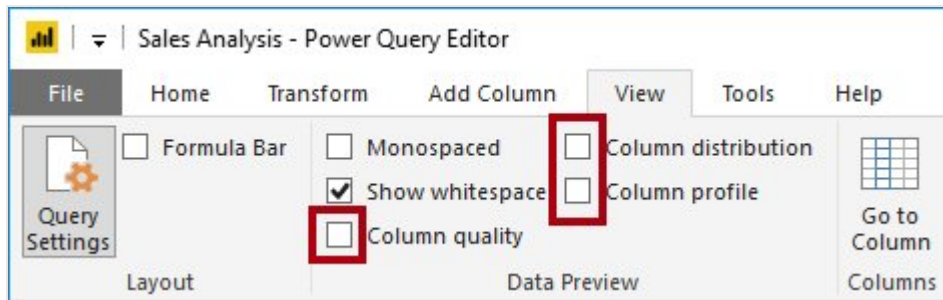 Sales Analysis - Power Query Editor
File Home Transform Add Column View Tools Help
Formula Bar Monospaced Column distribution
Show whitespace Column profile
Query Settings Column quality Go to Column
Layout Data Preview Columns